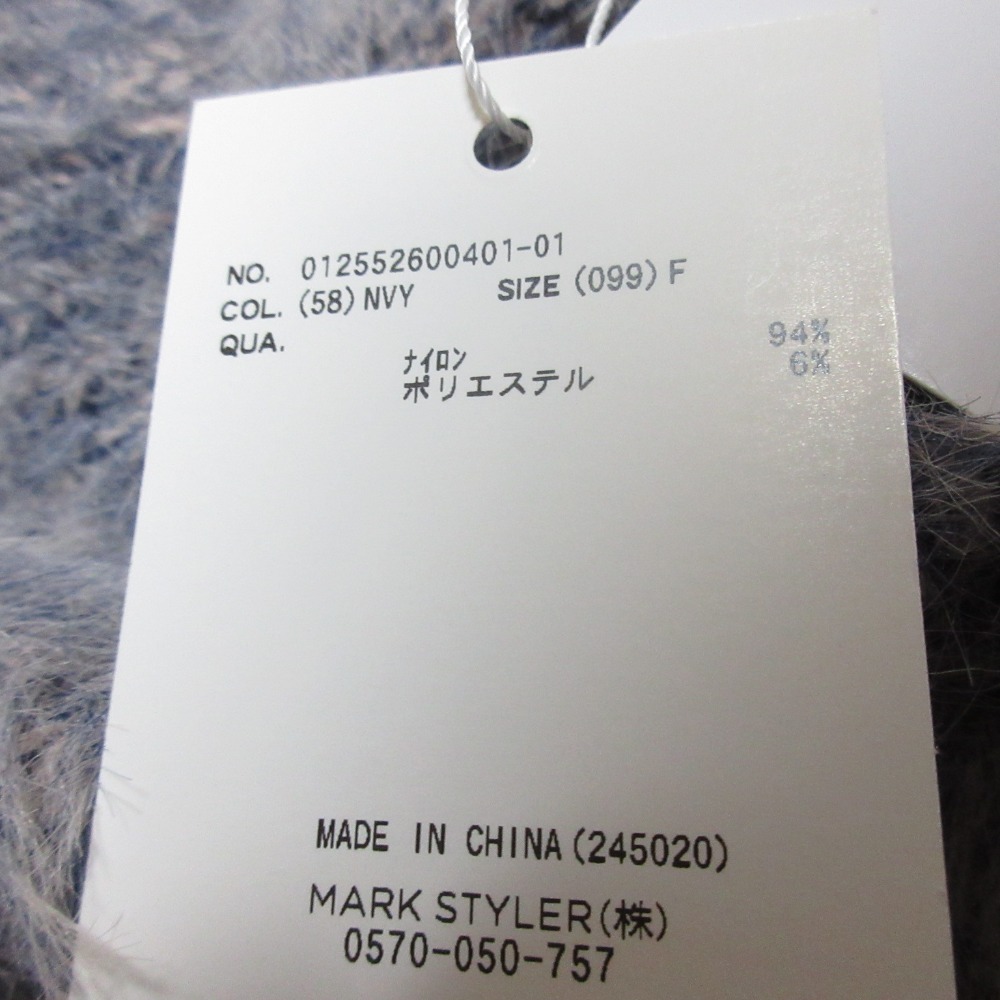 NO. 012552600401-01
COL. (58) NVY SIZE (099) F
QUA.
ナイロン 94%
ポリエステル 6%
MADE IN CHINA (245020)
MARK STYLER(株)
0570-050-757